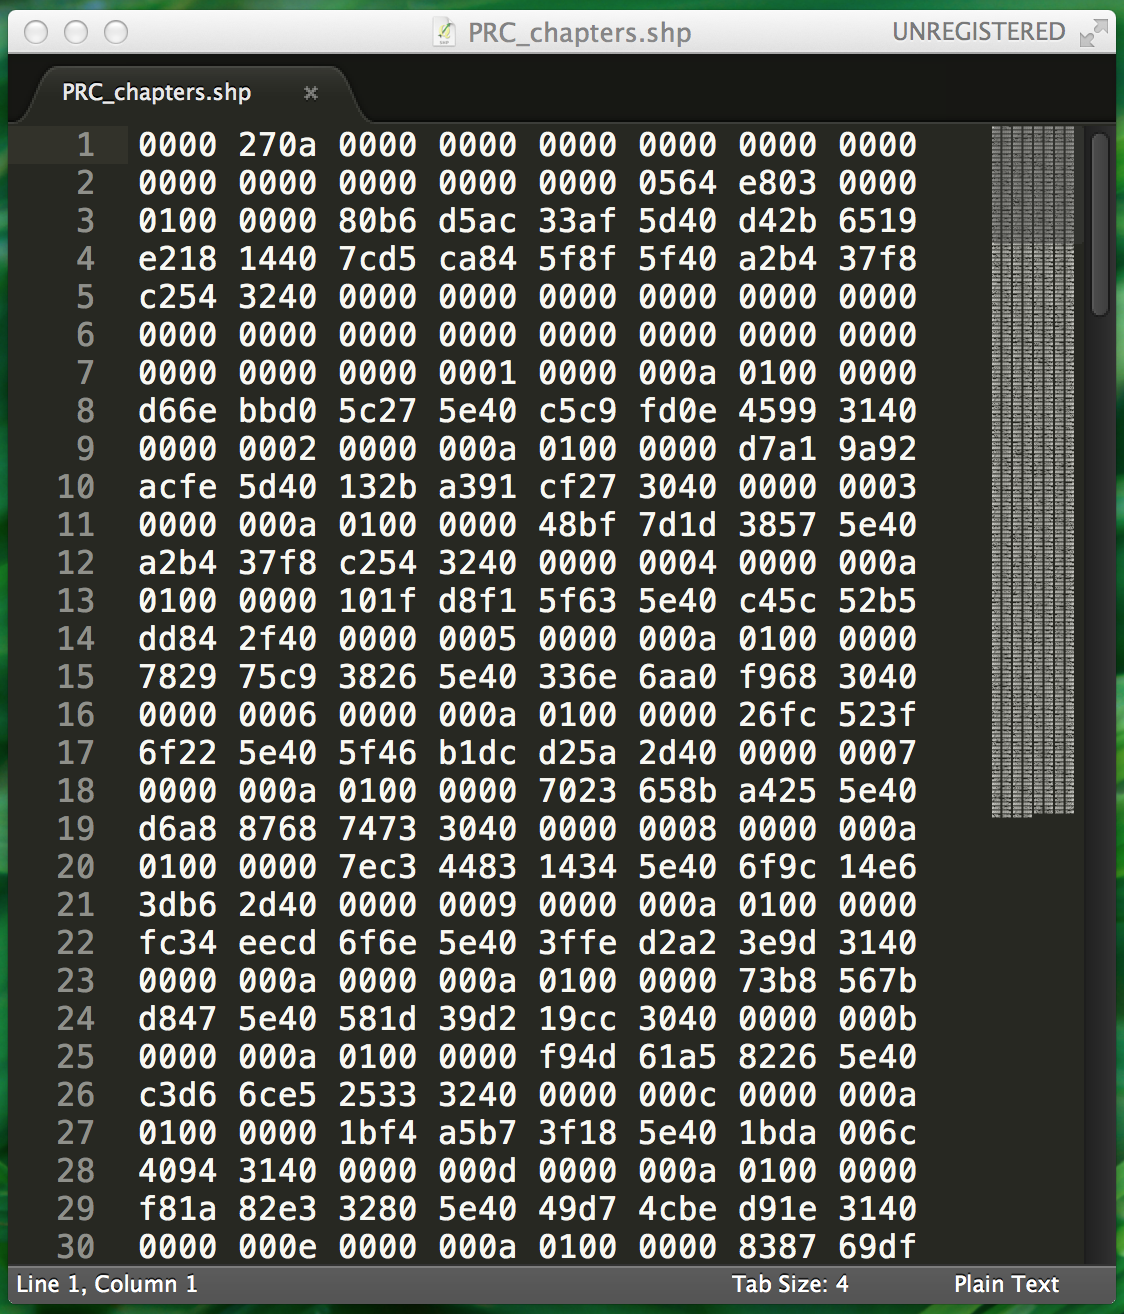 PRC_chapters.shp
UNREGISTERED
PRC_chapters.shp ×
1 0000 270a 0000 0000 0000 0000 0000 0000
2 0000 0000 0000 0000 0000 0564 e803 0000
3 0100 0000 80b6 d5ac 33af 5d40 d42b 6519
4 e218 1440 7cd5 ca84 5f8f 5f40 a2b4 37f8
5 c254 3240 0000 0000 0000 0000 0000 0000
6 0000 0000 0000 0000 0000 0000 0000 0000
7 0000 0000 0000 0001 0000 000a 0100 0000
8 d66e bbd0 5c27 5e40 c5c9 fd0e 4599 3140
9 0000 0002 0000 000a 0100 0000 d7a1 9a92
10 acfe 5d40 132b a391 cf27 3040 0000 0003
11 0000 000a 0100 0000 48bf 7d1d 3857 5e40
12 a2b4 37f8 c254 3240 0000 0004 0000 000a
13 0100 0000 101f d8f1 5f63 5e40 c45c 52b5
14 dd84 2f40 0000 0005 0000 000a 0100 0000
15 7829 75c9 3826 5e40 336e 6aa0 f968 3040
16 0000 0006 0000 000a 0100 0000 26fc 523f
17 6f22 5e40 5f46 b1dc d25a 2d40 0000 0007
18 0000 000a 0100 0000 7023 658b a425 5e40
19 d6a8 8768 7473 3040 0000 0008 0000 000a
20 0100 0000 7ec3 4483 1434 5e40 6f9c 14e6
21 3db6 2d40 0000 0009 0000 000a 0100 0000
22 fc34 eecd 6f6e 5e40 3ffe d2a2 3e9d 3140
23 0000 000a 0000 000a 0100 0000 73b8 567b
24 d847 5e40 581d 39d2 19cc 3040 0000 000b
25 0000 000a 0100 0000 f94d 61a5 8226 5e40
26 c3d6 6ce5 2533 3240 0000 000c 0000 000a
27 0100 0000 1bf4 a5b7 3f18 5e40 1bda 006c
28 4094 3140 0000 000d 0000 000a 0100 0000
29 f81a 82e3 3280 5e40 49d7 4cbe d91e 3140
30 0000 000e 0000 000a 0100 0000 8387 69df
Line 1, Column 1
Tab Size: 4
Plain Text